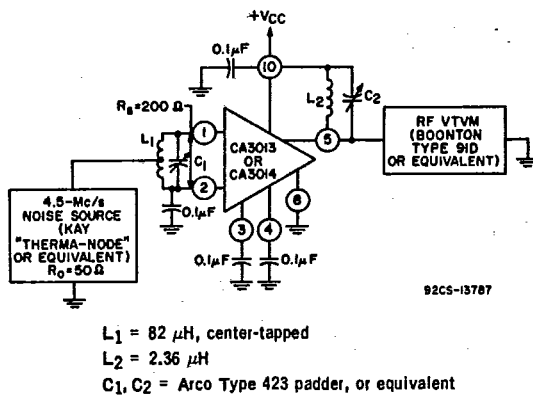 +VCC
0.1µF
10
L2
C2
RS=200 Ω
L1
C1
1
2
CA3013
OR
CA3014
5
RF VTVM
(BOONTON
TYPE 91D
OR EQUIVALENT)
4.5-Mc/s
NOISE SOURCE
(KAY
"THERMA-NODE"
OR EQUIVALENT)
RO=50Ω
0.1µF
3
4
8
0.1µF
0.1µF
92CS-13787
L1 = 82 µH, center-tapped
L2 = 2.36 µH
C1, C2 = Arco Type 423 padder, or equivalent